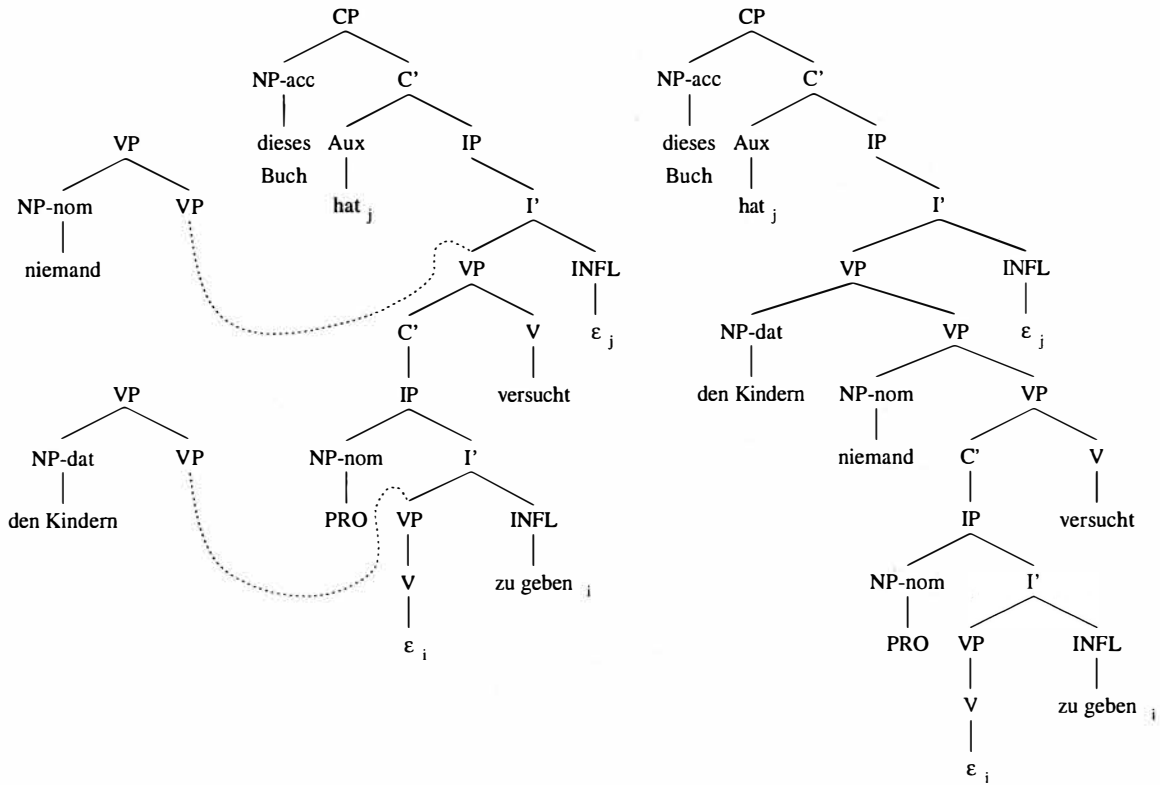 CP
NP-acc C'
dieses Aux IP
Buch
hat j I'
VP
NP-nom VP
niemand
VP INFL
C' V ε j
IP versucht
VP
NP-dat VP
den Kindern
NP-nom I'
PRO VP INFL
V zu geben i
ε i
CP
NP-acc C'
dieses Aux IP
Buch
hat j I'
VP INFL
NP-dat VP ε j
den Kindern NP-nom VP
niemand C' V
IP versucht
NP-nom I'
PRO VP INFL
V zu geben i
ε i